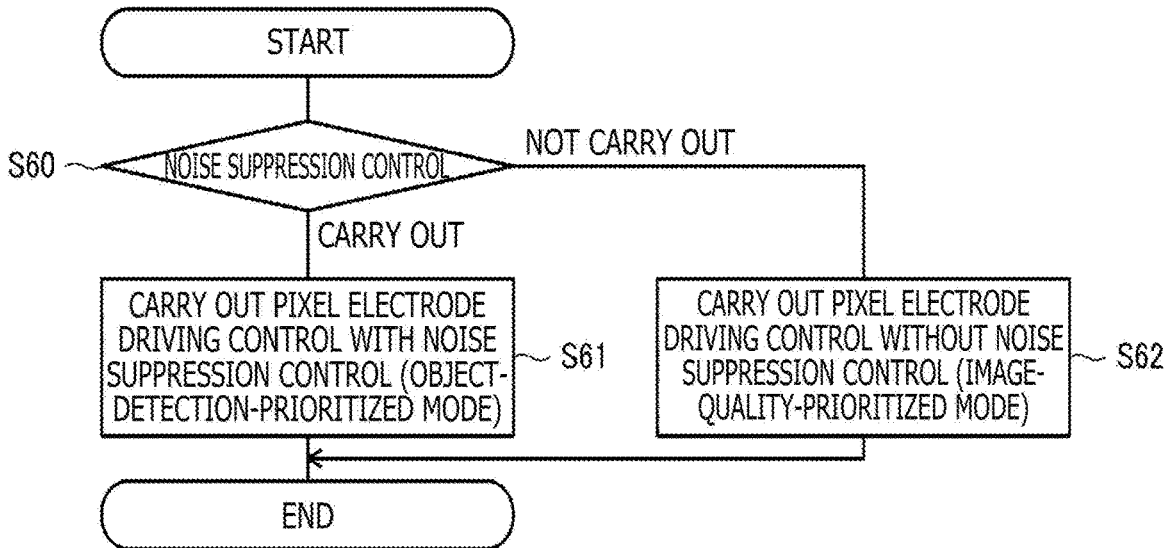 START
NOT CARRY OUT
S60
NOISE SUPPRESSION CONTROL
CARRY OUT
CARRY OUT PIXEL ELECTRODE
DRIVING CONTROL WITH NOISE
SUPPRESSION CONTROL (OBJECT-
DETECTION-PRIORITIZED MODE)
S61
CARRY OUT PIXEL ELECTRODE
DRIVING CONTROL WITHOUT NOISE
SUPPRESSION CONTROL (IMAGE-
QUALITY-PRIORITIZED MODE)
S62
END